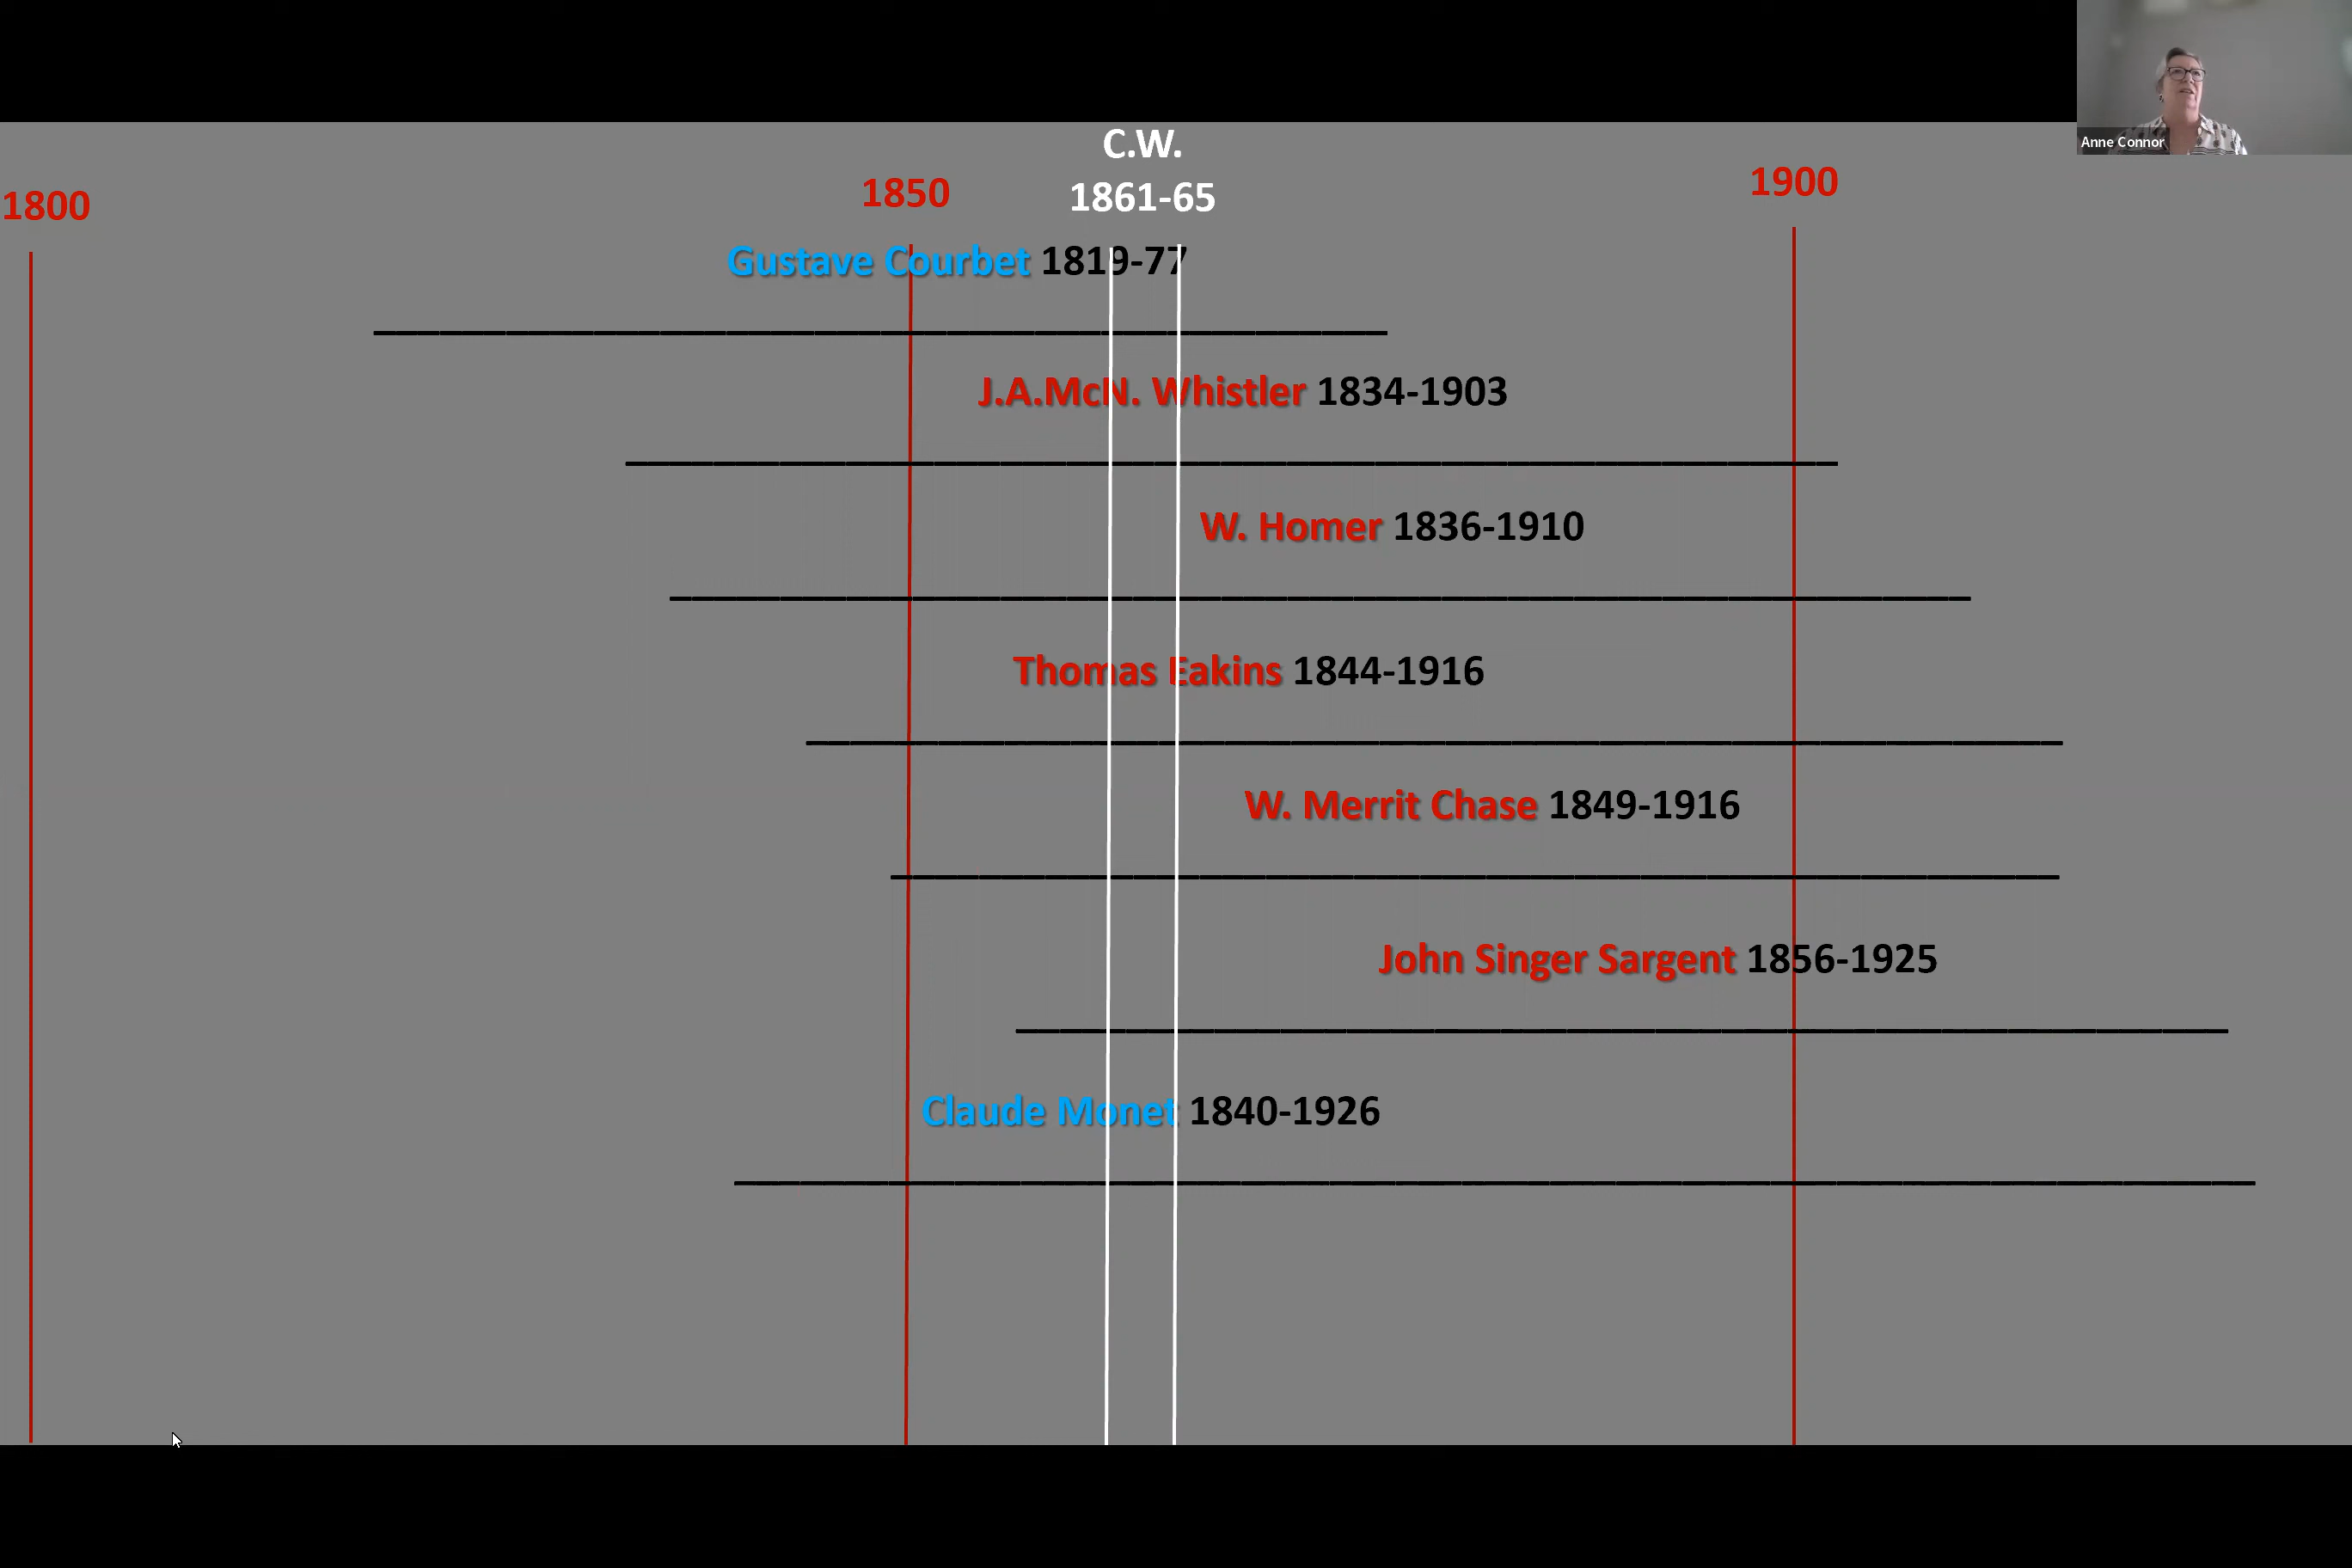 Anne Connor
C.W.
1861-65
1800
1850
1900
Gustave Courbet 1819-77
J.A.McN. Whistler 1834-1903
W. Homer 1836-1910
Thomas Eakins 1844-1916
W. Merrit Chase 1849-1916
John Singer Sargent 1856-1925
Claude Monet 1840-1926